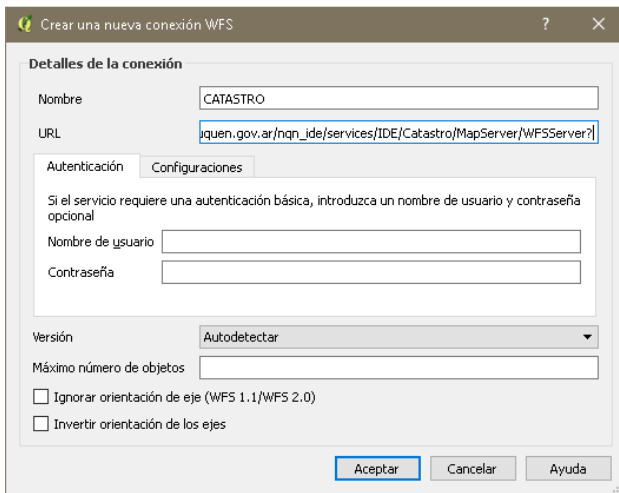 Crear una nueva conexión WFS
Detalles de la conexión
Nombre CATASTRO
URL uquen.gov.ar/nqn_ide/services/IDE/Catastro/MapServer/WFSServer?
Autenticación Configuraciones
Si el servicio requiere una autenticación básica, introduzca un nombre de usuario y contraseña
opcional
Nombre de usuario
Contraseña
Versión Autodetectar
Máximo número de objetos
Ignorar orientación de eje (WFS 1.1/WFS 2.0)
Invertir orientación de los ejes
Aceptar Cancelar Ayuda